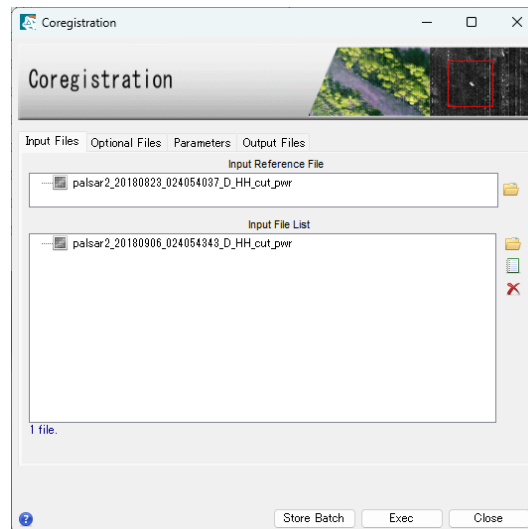 Coregistration
Coregistration
Input Files Optional Files Parameters Output Files
Input Reference File
palsar2_20180823_024054037_D_HH_cut_pwr
Input File List
palsar2_20180906_024054343_D_HH_cut_pwr
1 file.
Store Batch Exec Close